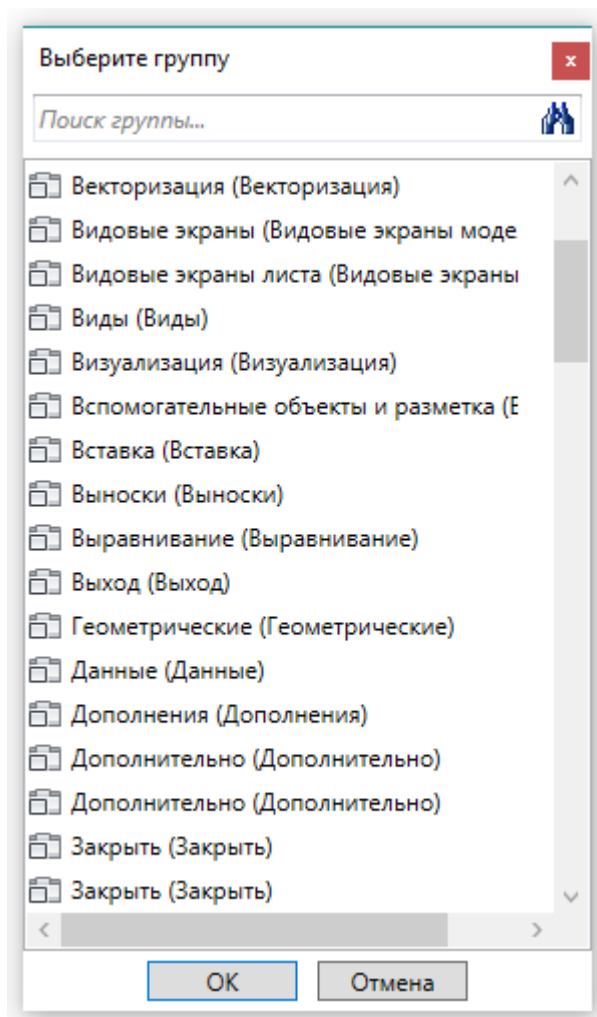 Выберите группу
x
Поиск группы...
Векторизация (Векторизация)
Видовые экраны (Видовые экраны моде
Видовые экраны листа (Видовые экраны
Виды (Виды)
Визуализация (Визуализация)
Вспомогательные объекты и разметка (В
Вставка (Вставка)
Выноски (Выноски)
Выравнивание (Выравнивание)
Выход (Выход)
Геометрические (Геометрические)
Данные (Данные)
Дополнения (Дополнения)
Дополнительно (Дополнительно)
Дополнительно (Дополнительно)
Закрыть (Закрыть)
Закрыть (Закрыть)
ОК
Отмена